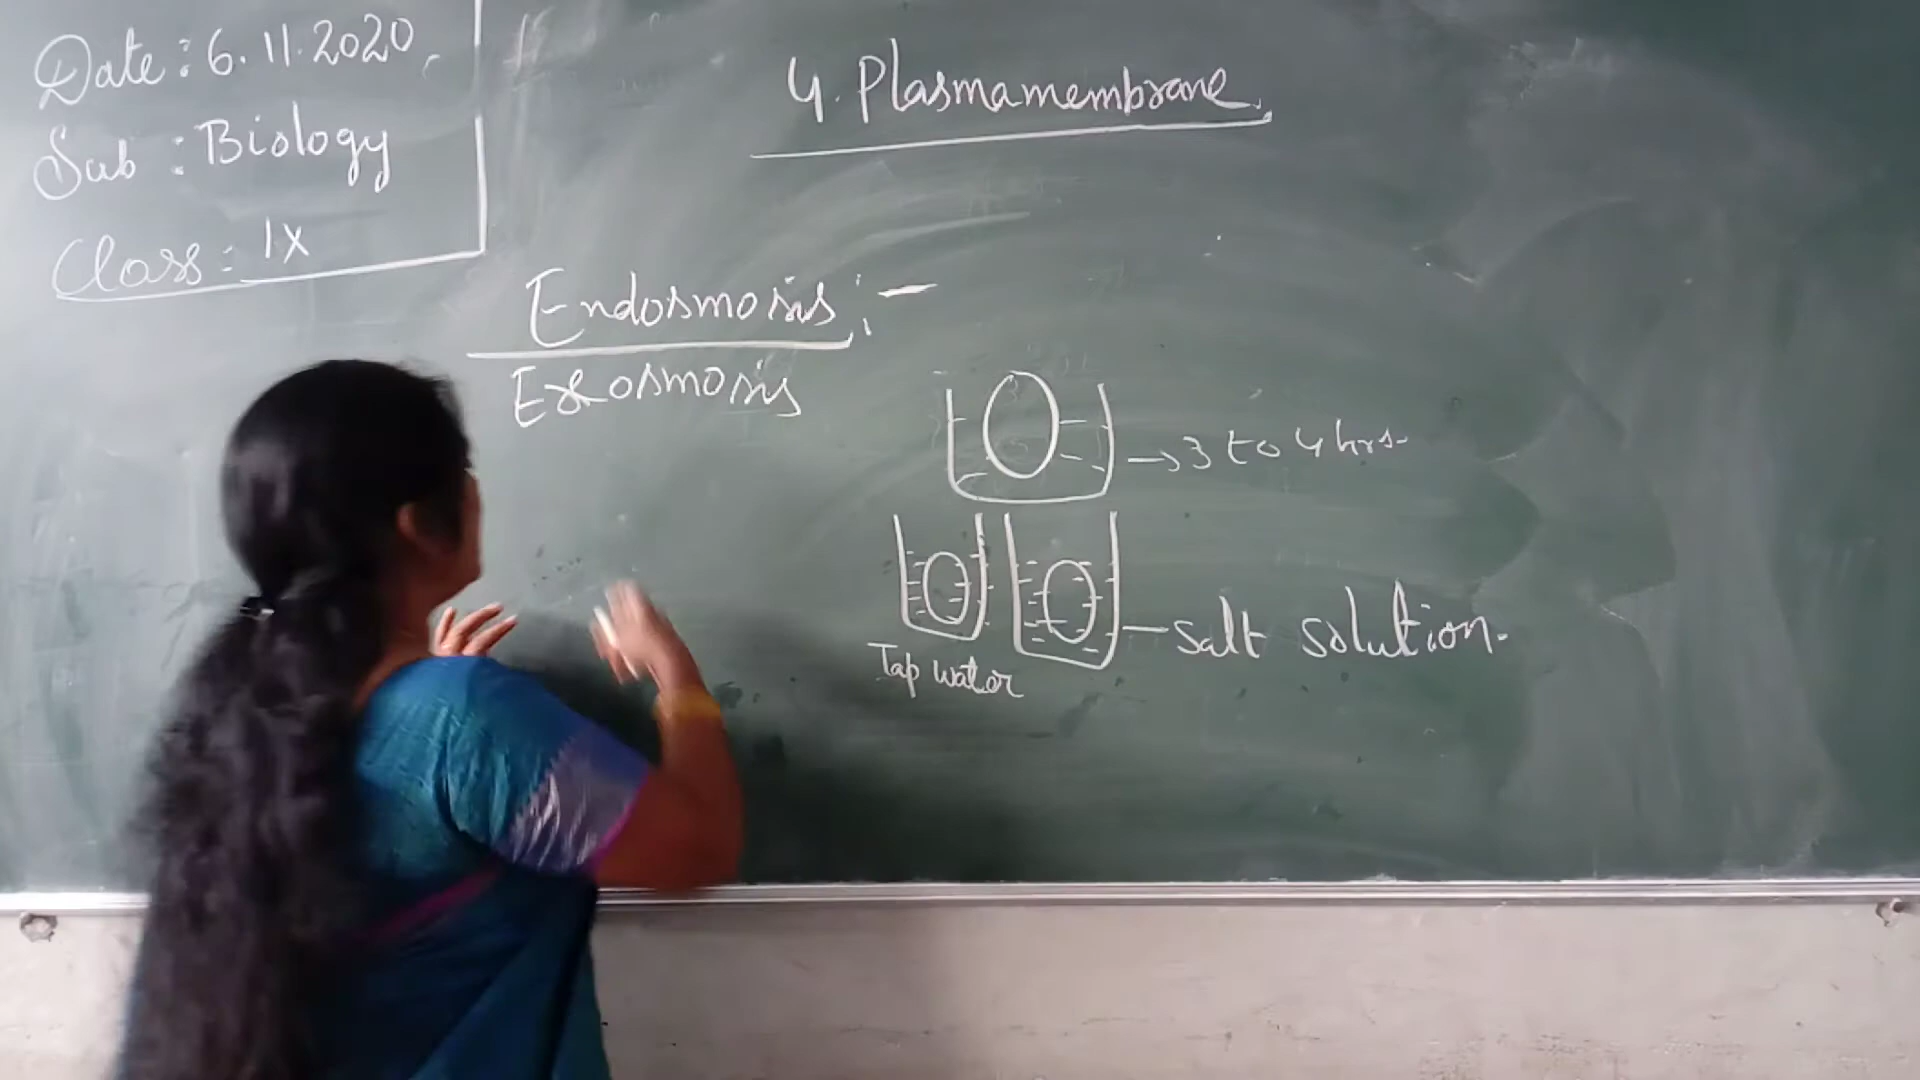 Date : 6.11.2020.
Sub : Biology
Class : IX
4. Plasmamembrane.
Endosmosis :-
Exosmosis
→ 3 to 4 hrs.
Tap water
salt solution.